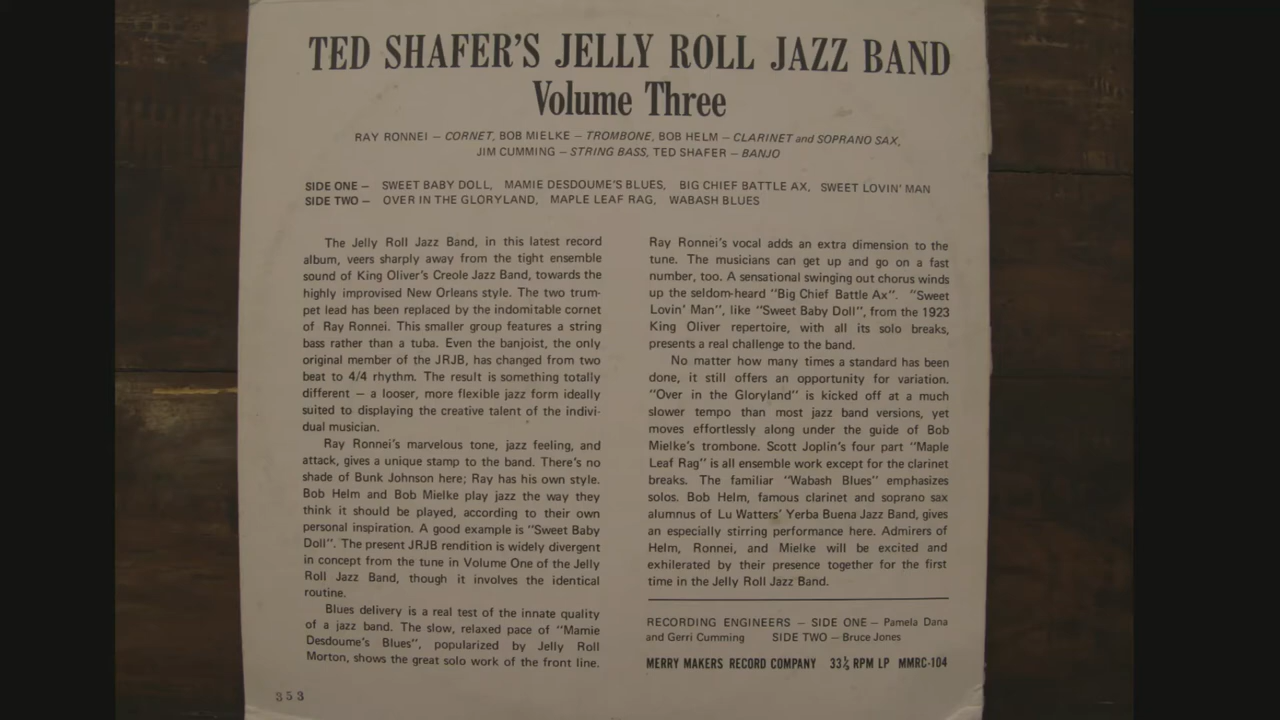 TED SHAFER'S JELLY ROLL JAZZ BAND
Volume Three
RAY RONNEI – CORNET, BOB MIELKE – TROMBONE, BOB HELM – CLARINET and SOPRANO SAX,
JIM CUMMING – STRING BASS, TED SHAFER – BANJO
SIDE ONE – SWEET BABY DOLL, MAMIE DESDOUME'S BLUES, BIG CHIEF BATTLE AX, SWEET LOVIN' MAN
SIDE TWO – OVER IN THE GLORYLAND, MAPLE LEAF RAG, WABASH BLUES
The Jelly Roll Jazz Band, in this latest record
album, veers sharply away from the tight ensemble
sound of King Oliver's Creole Jazz Band, towards the
highly improvised New Orleans style. The two trum-
pet lead has been replaced by the indomitable cornet
of Ray Ronnei. This smaller group features a string
bass rather than a tuba. Even the banjoist, the only
original member of the JRJB, has changed from two
beat to 4/4 rhythm. The result is something totally
different – a looser, more flexible jazz form ideally
suited to displaying the creative talent of the indivi-
dual musician.
Ray Ronnei's marvelous tone, jazz feeling, and
attack, gives a unique stamp to the band. There's no
shade of Bunk Johnson here; Ray has his own style.
Bob Helm and Bob Mielke play jazz the way they
think it should be played, according to their own
personal inspiration. A good example is "Sweet Baby
Doll". The present JRJB rendition is widely divergent
in concept from the tune in Volume One of the Jelly
Roll Jazz Band, though it involves the identical
routine.
Blues delivery is a real test of the innate quality
of a jazz band. The slow, relaxed pace of "Mamie
Desdoume's Blues", popularized by Jelly Roll
Morton, shows the great solo work of the front line.
Ray Ronnei's vocal adds an extra dimension to the
tune. The musicians can get up and go on a fast
number, too. A sensational swinging out chorus winds
up the seldom-heard "Big Chief Battle Ax". "Sweet
Lovin' Man", like "Sweet Baby Doll", from the 1923
King Oliver repertoire, with all its solo breaks,
presents a real challenge to the band.
No matter how many times a standard has been
done, it still offers an opportunity for variation.
"Over in the Gloryland" is kicked off at a much
slower tempo than most jazz band versions, yet
moves effortlessly along under the guide of Bob
Mielke's trombone. Scott Joplin's four part "Maple
Leaf Rag" is all ensemble work except for the clarinet
breaks. The familiar "Wabash Blues" emphasizes
solos. Bob Helm, famous clarinet and soprano sax
alumnus of Lu Watters' Yerba Buena Jazz Band, gives
an especially stirring performance here. Admirers of
Helm, Ronnei, and Mielke will be excited and
exhilerated by their presence together for the first
time in the Jelly Roll Jazz Band.
RECORDING ENGINEERS – SIDE ONE – Pamela Dana
and Gerri Cumming SIDE TWO – Bruce Jones
MERRY MAKERS RECORD COMPANY 33⅓ RPM LP MMRC-104
353